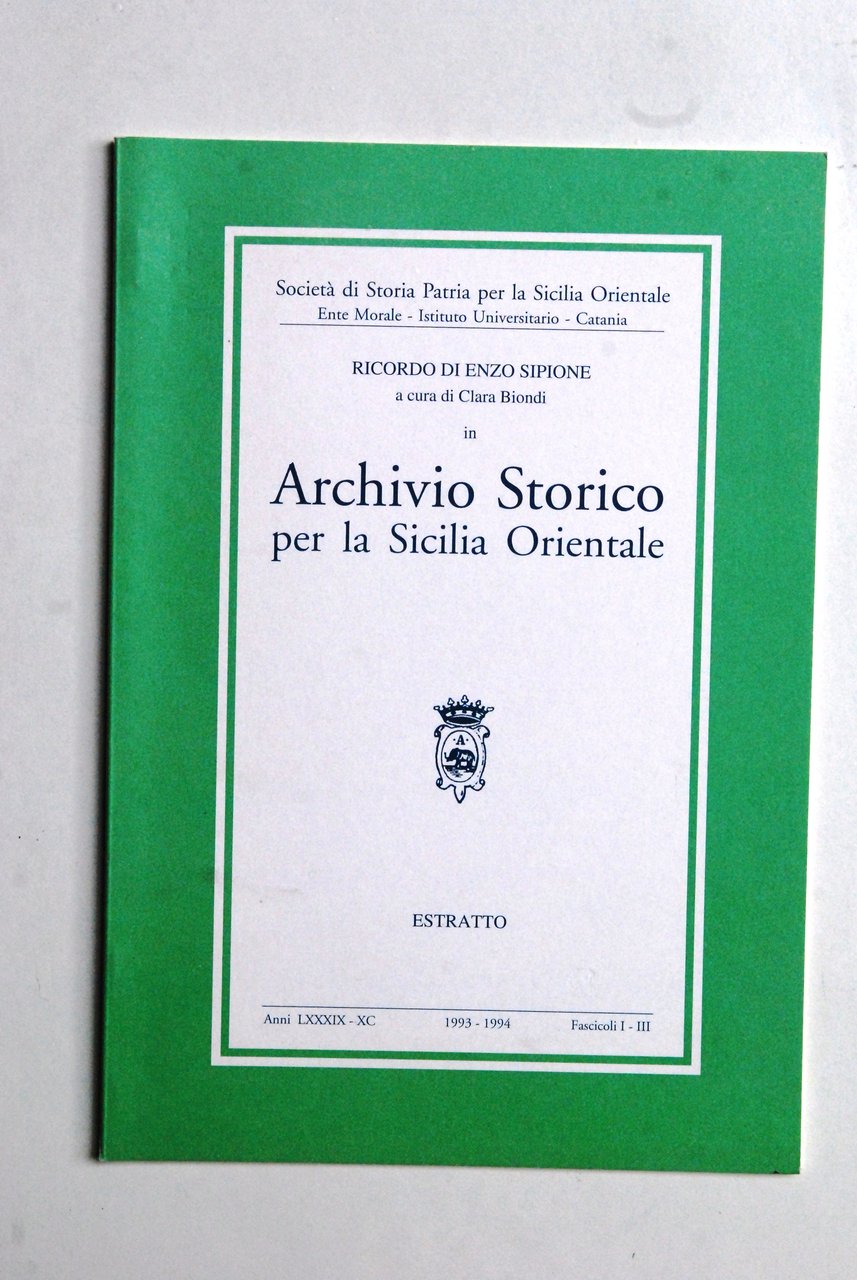 Società di Storia Patria per la Sicilia Orientale
Ente Morale - Istituto Universitario - Catania
RICORDO DI ENZO SIPIONE
a cura di Clara Biondi
in
Archivio Storico
per la Sicilia Orientale
·A·
ESTRATTO
Anni LXXXIX - XC 1993 - 1994 Fascicoli I - III